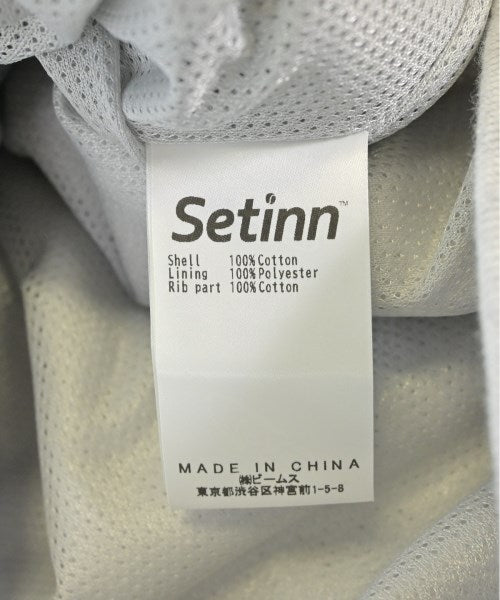 Setinn™
Shell 100%Cotton
Lining 100%Polyester
Rib part 100%Cotton
MADE IN CHINA
㈱ビームス
東京都渋谷区神宮前1-5-8